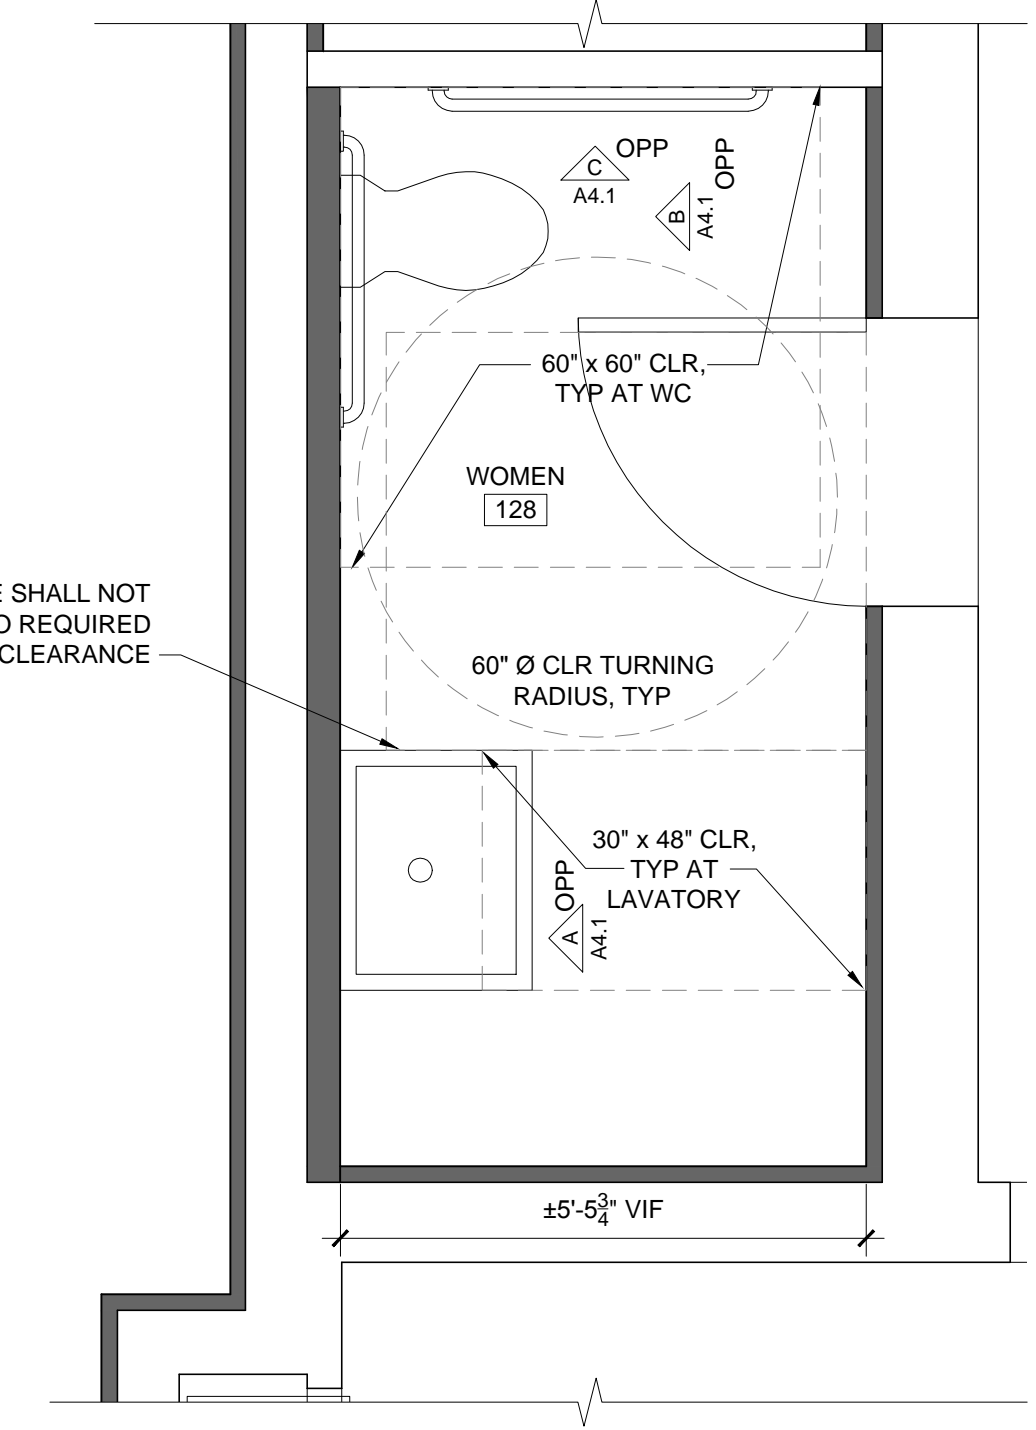 OPP
C
A4.1
OPP
B
A4.1
60" x 60" CLR,
TYP AT WC
WOMEN
128
E SHALL NOT
O REQUIRED
CLEARANCE
60" Ø CLR TURNING
RADIUS, TYP
30" x 48" CLR,
TYP AT
LAVATORY
OPP
A
A4.1
±5'-5¾" VIF